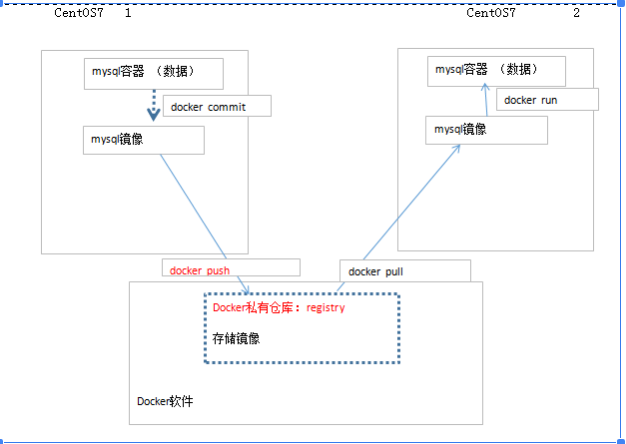 CentOS7 1
CentOS7 2
mysql容器 （数据）
docker commit
mysql镜像
mysql容器 （数据）
docker run
mysql镜像
docker push
docker pull
Docker私有仓库：registry
存储镜像
Docker软件